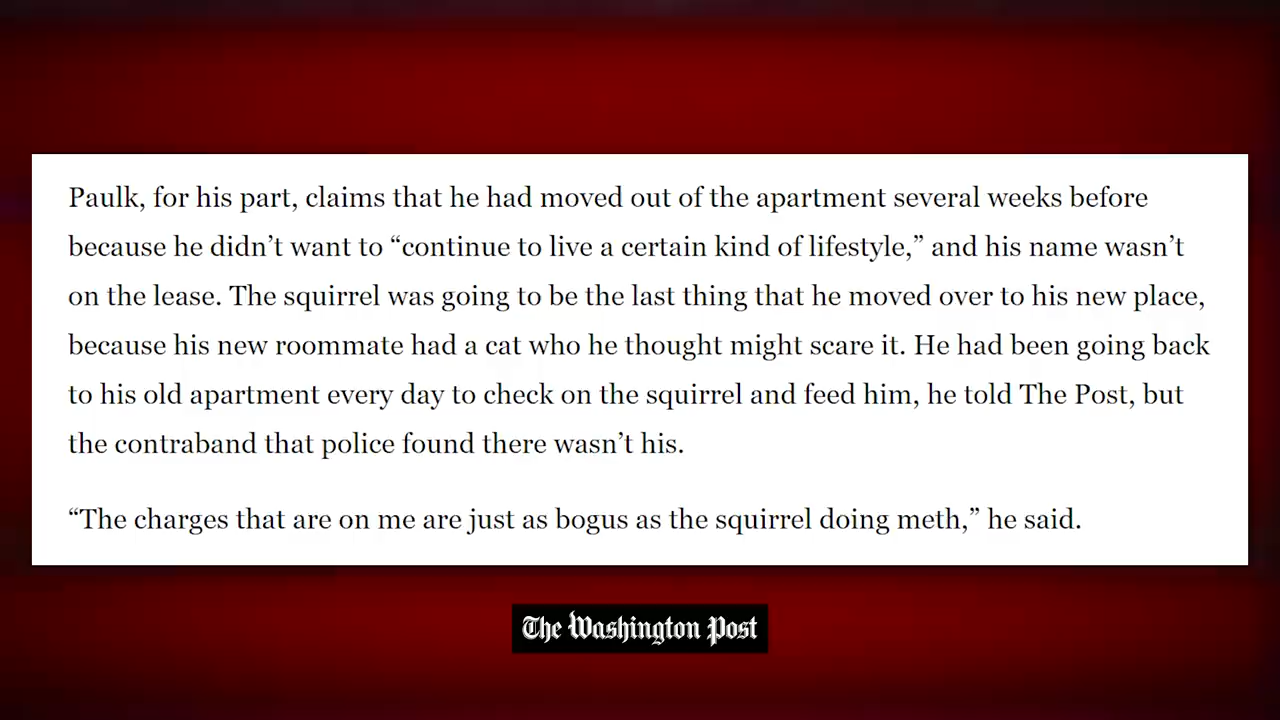 Paulk, for his part, claims that he had moved out of the apartment several weeks before
because he didn’t want to “continue to live a certain kind of lifestyle,” and his name wasn’t
on the lease. The squirrel was going to be the last thing that he moved over to his new place,
because his new roommate had a cat who he thought might scare it. He had been going back
to his old apartment every day to check on the squirrel and feed him, he told The Post, but
the contraband that police found there wasn’t his.
“The charges that are on me are just as bogus as the squirrel doing meth,” he said.
The Washington Post